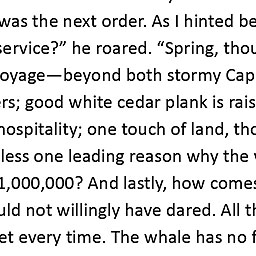 was the next order. As I hinted be
service?” he roared. “Spring, thou
oyage—beyond both stormy Cap
rs; good white cedar plank is rais
hospitality; one touch of land, tho
less one leading reason why the v
1,000,000? And lastly, how comes
uld not willingly have dared. All th
et every time. The whale has no f